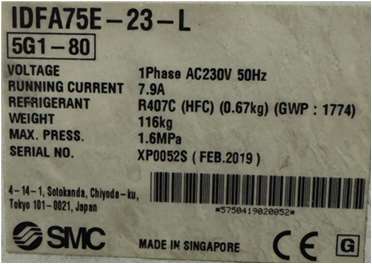 IDFA75E-23-L
5G1-80
VOLTAGE 1Phase AC230V 50Hz
RUNNING CURRENT 7.9A
REFRIGERANT R407C (HFC) (0.67kg) (GWP : 1774)
WEIGHT 116kg
MAX. PRESS. 1.6MPa
SERIAL NO. XP0052S ( FEB.2019 )
4-14-1, Sotokanda, Chiyoda-ku,
Tokyo 101-0021, Japan
*5750419020052*
SMC MADE IN SINGAPORE CE G